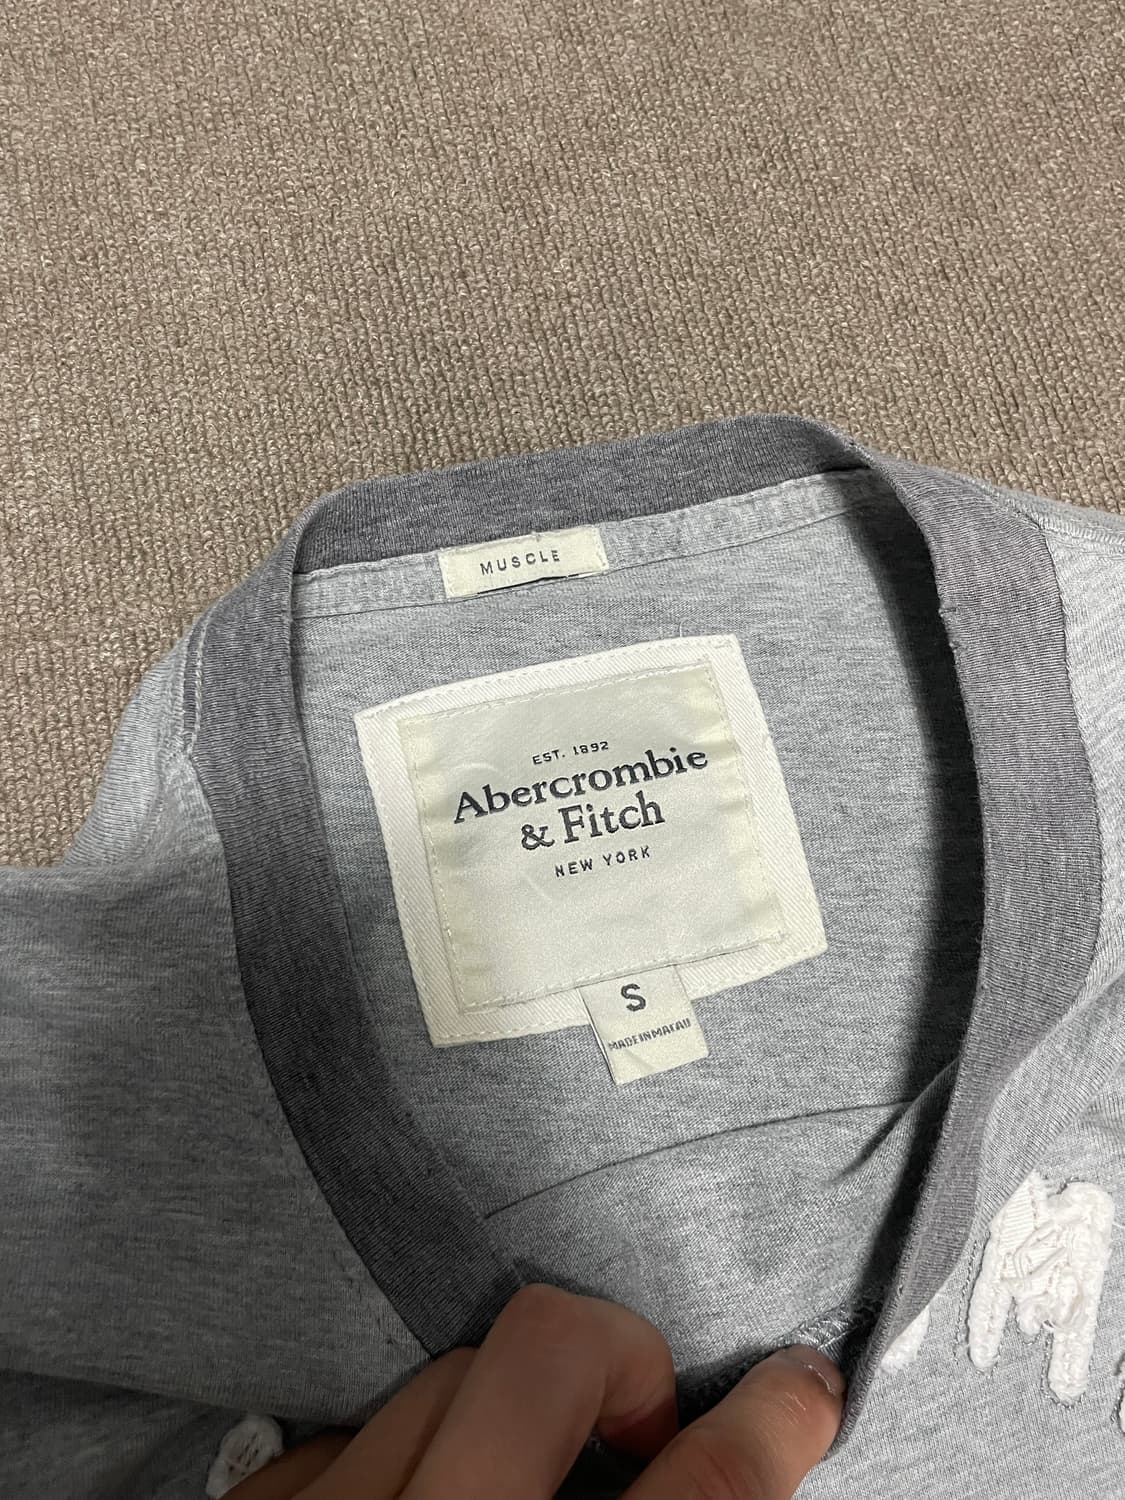 MUSCLE
EST. 1892
Abercrombie
& Fitch
NEW YORK
S
MADE IN MACAU